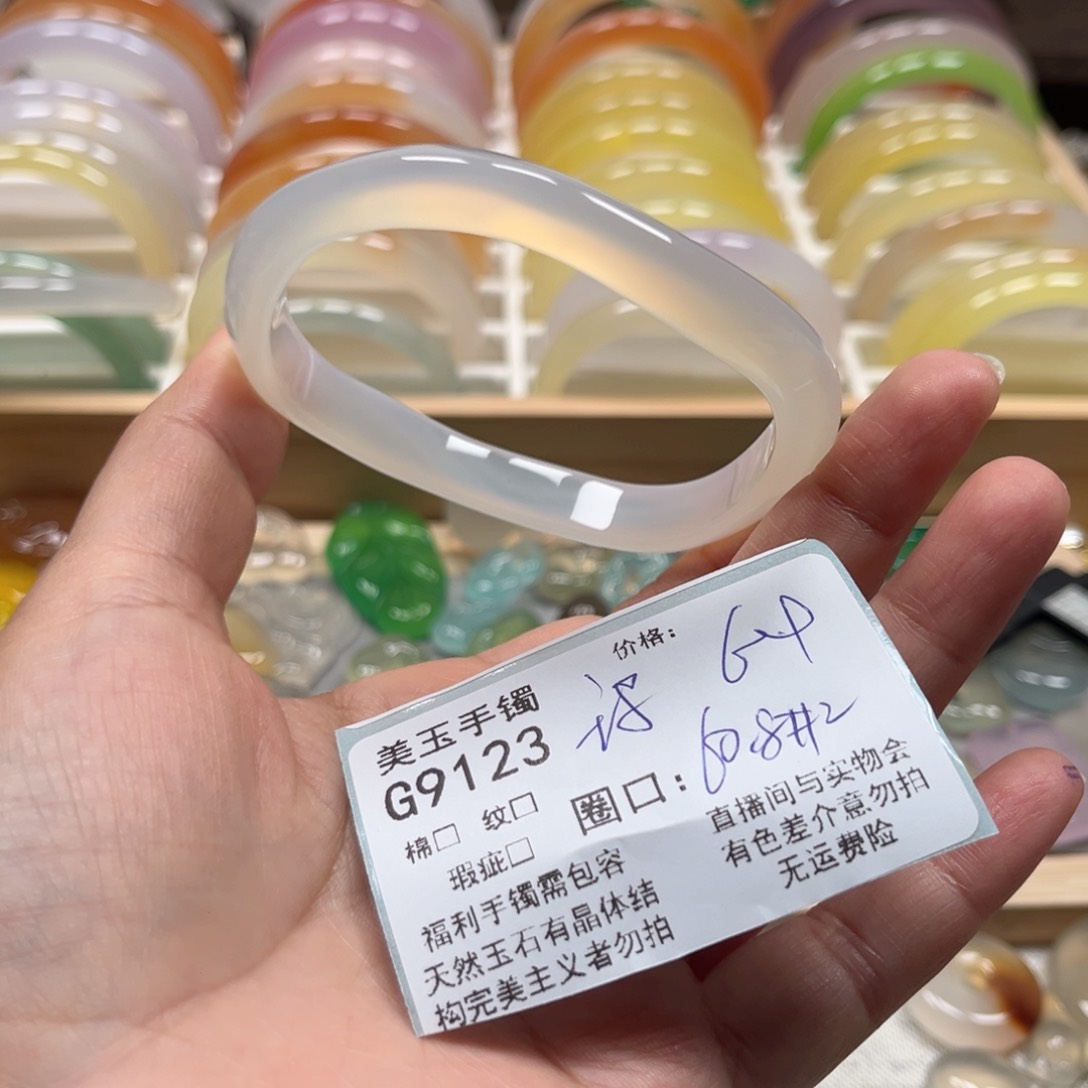 价格:
美玉手镯
G9123
圈口: 60.8#2
棉□ 纹□
瑕疵□
福利手镯需包容
天然玉石有晶体结
构完美主义者勿拍
直播间与实物会
有色差介意勿拍
无运费险